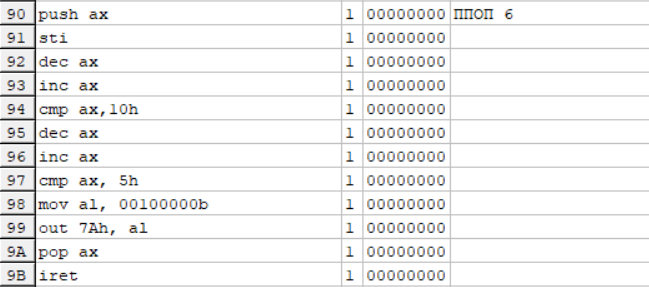 90 push ax 1 00000000 ППОП 6
91 sti 1 00000000
92 dec ax 1 00000000
93 inc ax 1 00000000
94 cmp ax,10h 1 00000000
95 dec ax 1 00000000
96 inc ax 1 00000000
97 cmp ax, 5h 1 00000000
98 mov al, 00100000b 1 00000000
99 out 7Ah, al 1 00000000
9A pop ax 1 00000000
9B iret 1 00000000